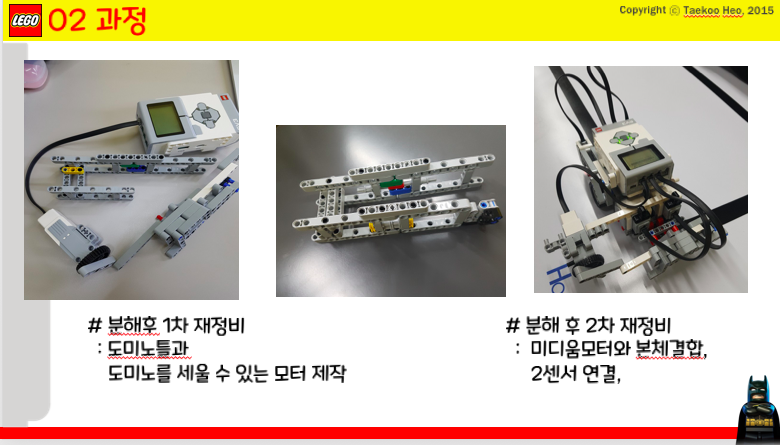 LEGO
02 과정
Copyright ⓒ Taekoo Heo, 2015
# 분해후 1차 재정비
: 도미노틀과
도미노를 세울 수 있는 모터 제작
# 분해 후 2차 재정비
: 미디움모터와 본체결합,
2센서 연결,